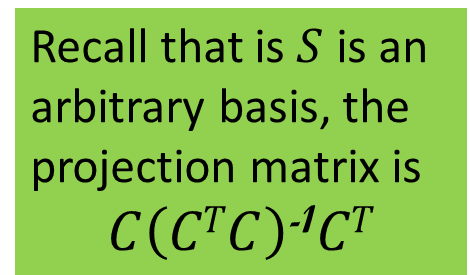 Recall that is S is an
arbitrary basis, the
projection matrix is
C(CᵀC)⁻¹Cᵀ